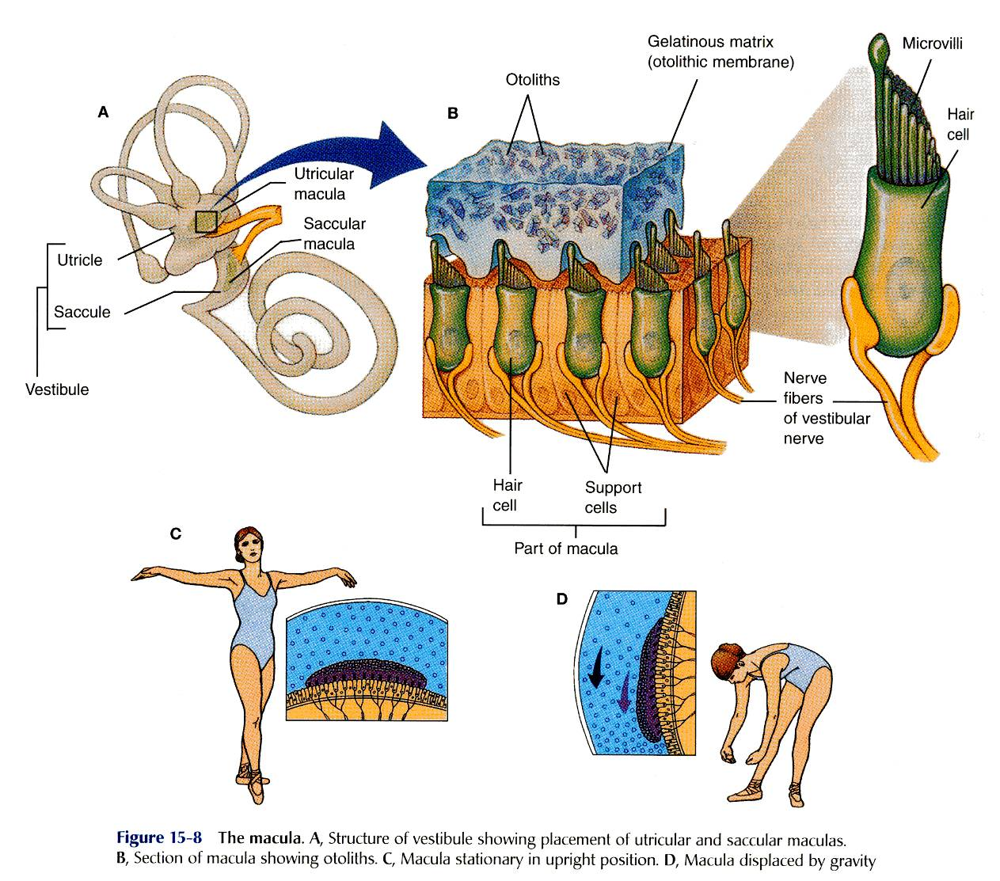 A
Utricular
macula
Saccular
macula
Utricle
Saccule
Vestibule
B
Otoliths
Gelatinous matrix
(otolithic membrane)
Microvilli
Hair
cell
Nerve
fibers
of vestibular
nerve
Hair
cell
Support
cells
Part of macula
C
D
Figure 15–8 The macula. A, Structure of vestibule showing placement of utricular and saccular maculas.
B, Section of macula showing otoliths. C, Macula stationary in upright position. D, Macula displaced by gravity